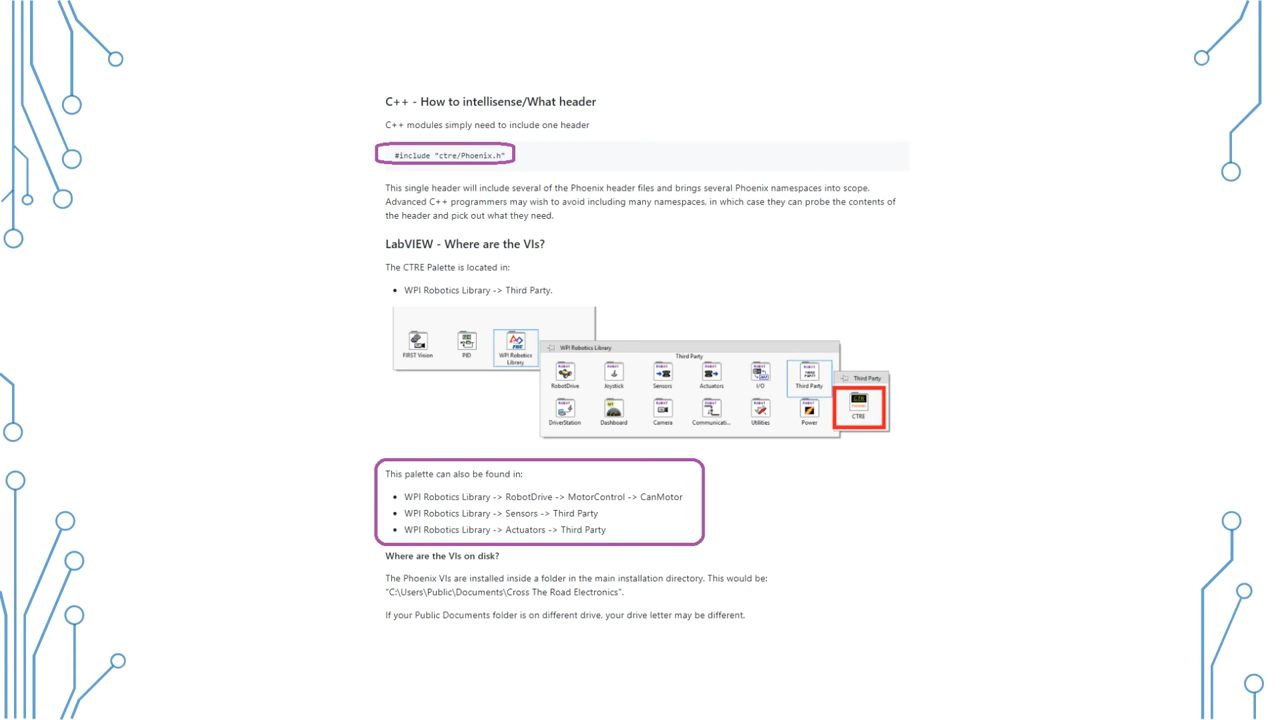 C++ - How to intellisense/What header
C++ modules simply need to include one header
#include "ctre/Phoenix.h"
This single header will include several of the Phoenix header files and brings several Phoenix namespaces into scope.
Advanced C++ programmers may wish to avoid including many namespaces, in which case they can probe the contents of
the header and pick out what they need.
LabVIEW - Where are the VIs?
The CTRE Palette is located in:
• WPI Robotics Library -> Third Party.
FIRST Vision
PID
WPI Robotics
Library
WPI Robotics Library
Third Party
RobotDrive
Joystick
Sensors
Actuators
I/O
Third Party
DriverStation
Dashboard
Camera
Communicati...
Utilities
Power
Third Party
CTRE
This palette can also be found in:
• WPI Robotics Library -> RobotDrive -> MotorControl -> CanMotor
• WPI Robotics Library -> Sensors -> Third Party
• WPI Robotics Library -> Actuators -> Third Party
Where are the VIs on disk?
The Phoenix VIs are installed inside a folder in the main installation directory. This would be:
"C:\Users\Public\Documents\Cross The Road Electronics".
If your Public Documents folder is on different drive, your drive letter may be different.